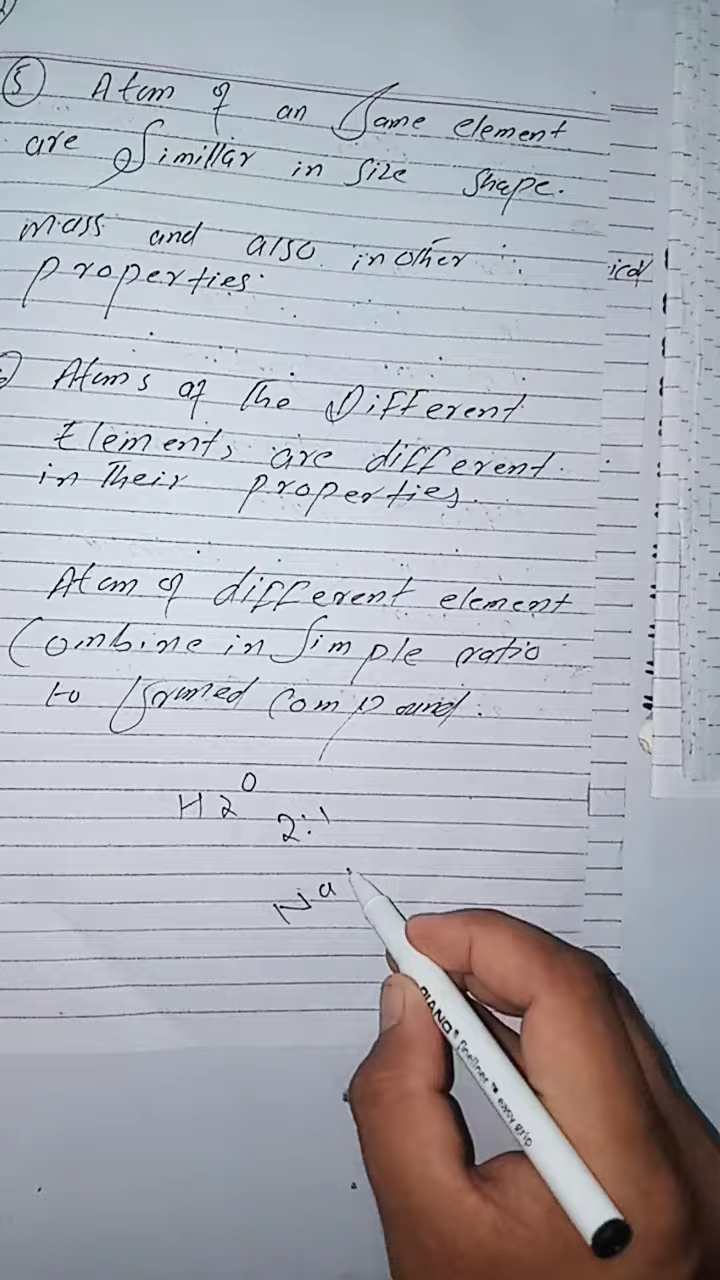 ⑤ Atom of an Same element
are Simillar in Size Shape.
mass and also in other
properties.
Atoms of the Different
Elements are different
in Their properties.
Atom of different element
Combine in Simple ratio
to formed Compound.
H2O
2:1
Na
PIANO fineliner ™ easy grip